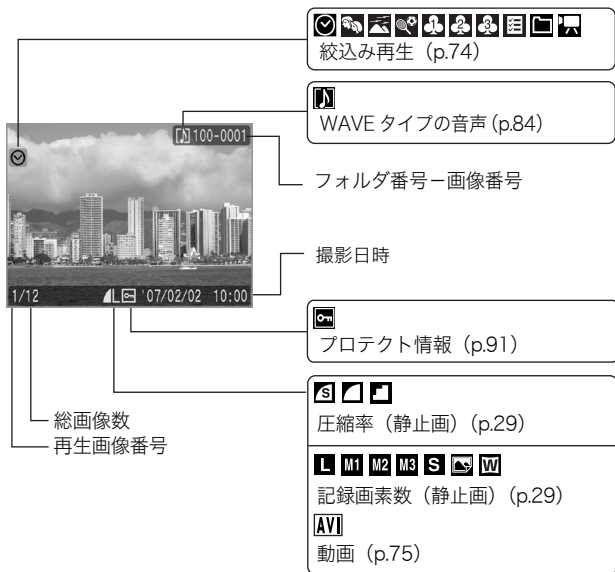 絞込み再生（p.74）
WAVE タイプの音声（p.84）
100-0001
フォルダ番号－画像番号
撮影日時
1/12 L '07/02/02 10:00
プロテクト情報（p.91）
S
圧縮率（静止画）（p.29）
総画像数
再生画像番号
L M1 M2 M3 S W
記録画素数（静止画）（p.29）
AVI
動画（p.75）